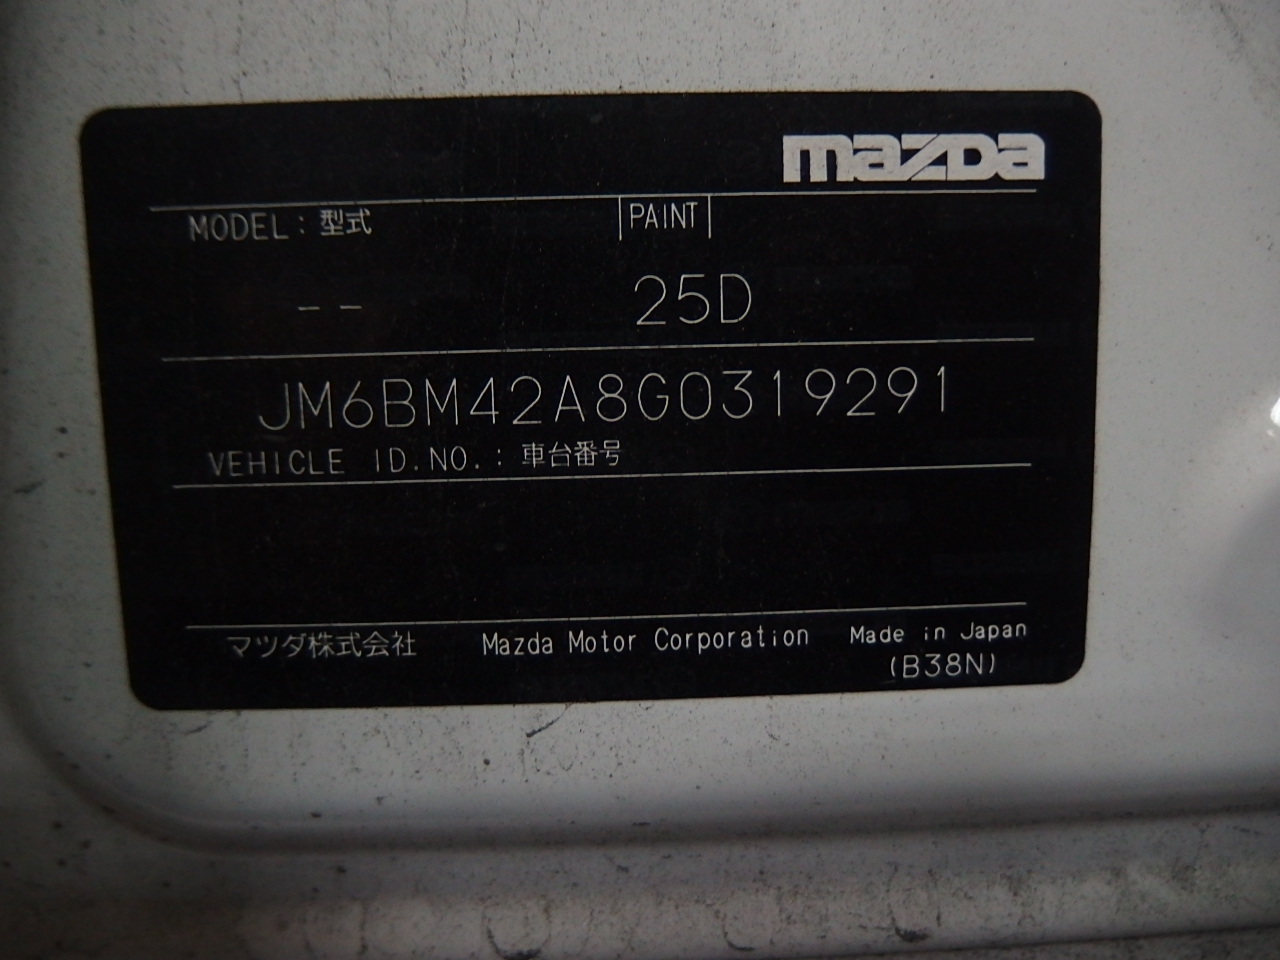 mazda
MODEL : 型式 PAINT
-- 25D
JM6BM42A8G0319291
VEHICLE ID.NO. : 車台番号
マツダ株式会社 Mazda Motor Corporation Made in Japan
(B38N)